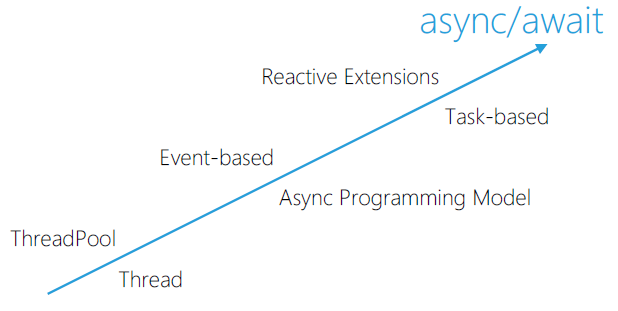 async/await
Reactive Extensions
Task-based
Event-based
Async Programming Model
ThreadPool
Thread